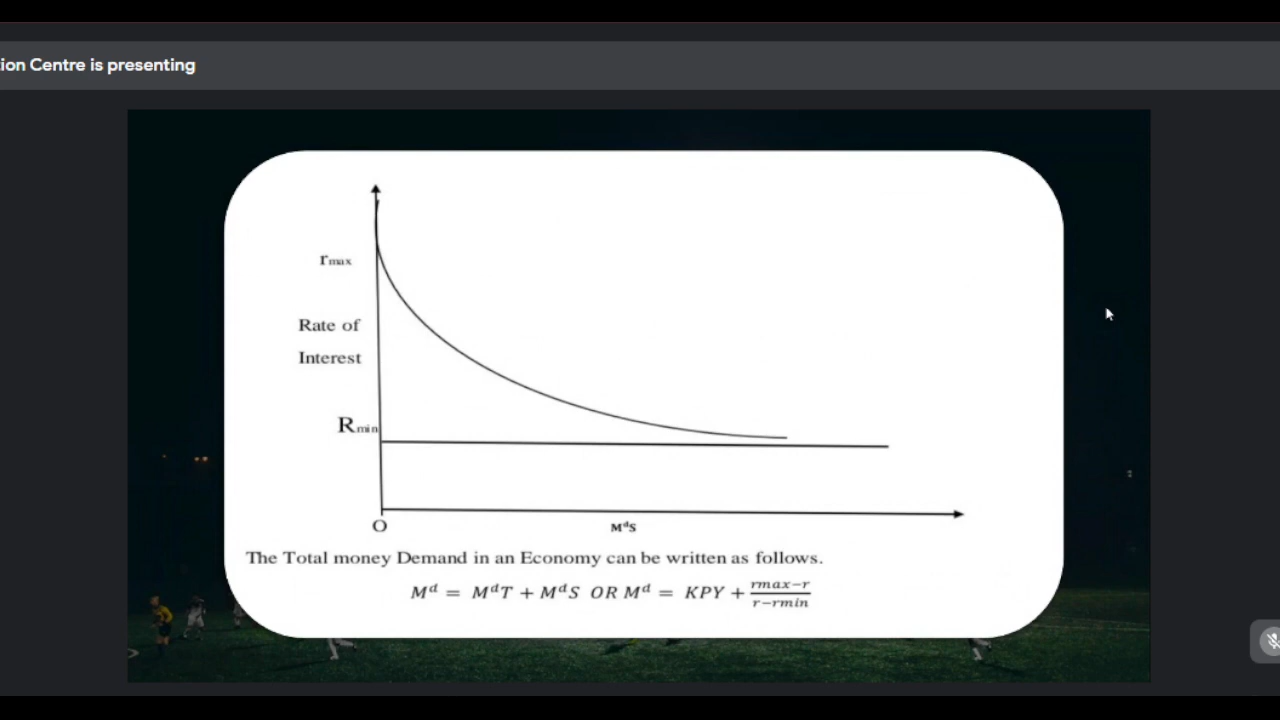 ion Centre is presenting
rmax
Rate of
Interest
Rmin
O
MᵈS
The Total money Demand in an Economy can be written as follows.
Mᵈ = MᵈT + MᵈS OR Mᵈ = KPY + rmax−r / r−rmin